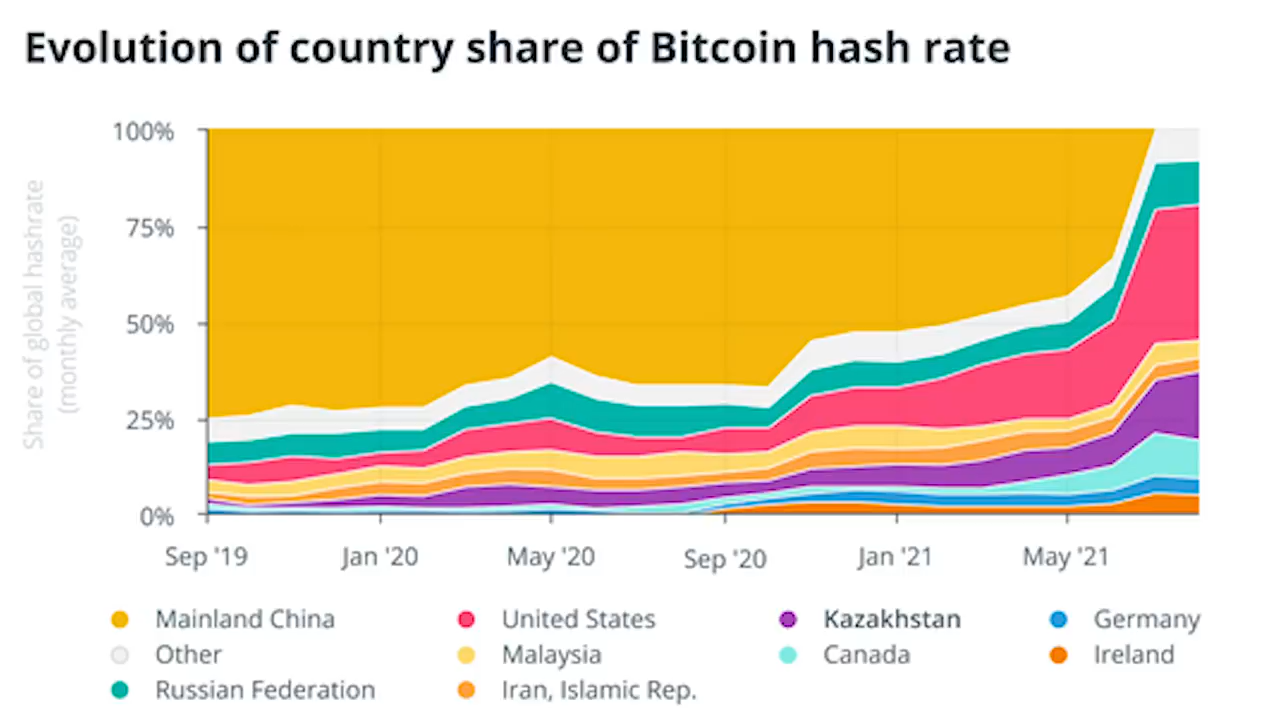 Evolution of country share of Bitcoin hash rate
Share of global hashrate
(monthly average)
100%
75%
50%
25%
0%
Sep '19 Jan '20 May '20 Sep '20 Jan '21 May '21
Mainland China United States Kazakhstan Germany
Other Malaysia Canada Ireland
Russian Federation Iran, Islamic Rep.